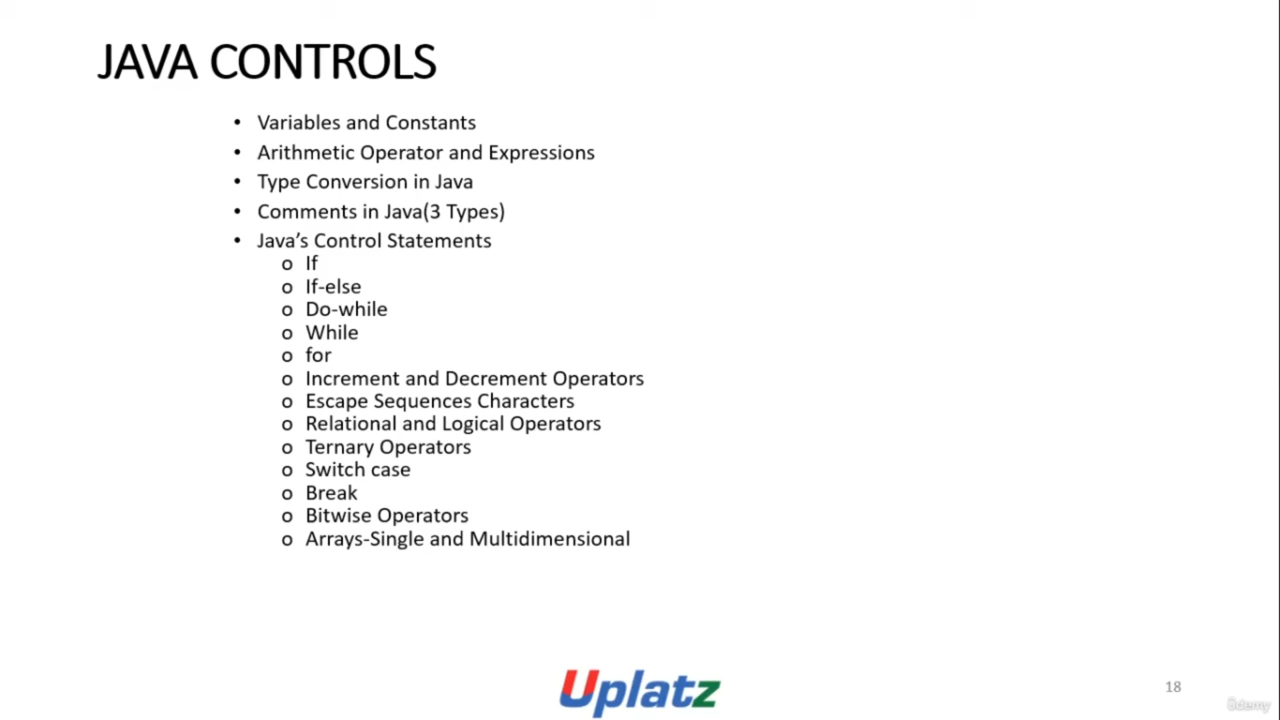 JAVA CONTROLS
• Variables and Constants
• Arithmetic Operator and Expressions
• Type Conversion in Java
• Comments in Java(3 Types)
• Java’s Control Statements
o If
o If-else
o Do-while
o While
o for
o Increment and Decrement Operators
o Escape Sequences Characters
o Relational and Logical Operators
o Ternary Operators
o Switch case
o Break
o Bitwise Operators
o Arrays-Single and Multidimensional
Uplatz
18
ûdemy